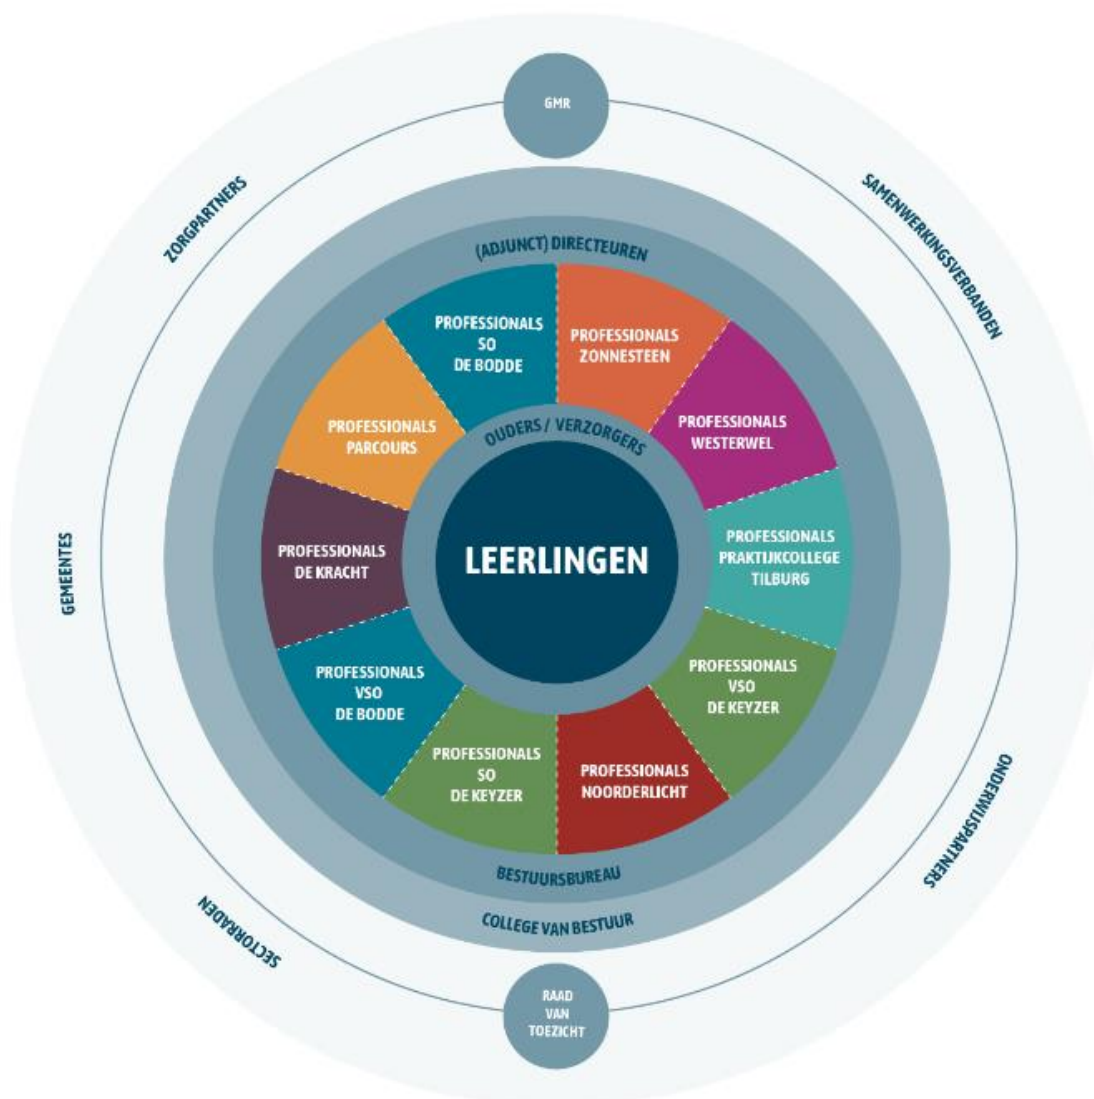 GMR
ZORGPARTNERS
SAMENWERKINGSVERBANDEN
(ADJUNCT) DIRECTEUREN
PROFESSIONALS
SO
DE BODDE
PROFESSIONALS
ZONNESTEEN
PROFESSIONALS
PARCOURS
OUDERS / VERZORGERS
PROFESSIONALS
WESTERWEL
GEMEENTES
PROFESSIONALS
DE KRACHT
LEERLINGEN
PROFESSIONALS
PRAKTIJKCOLLEGE
TILBURG
PROFESSIONALS
VSO
DE BODDE
PROFESSIONALS
VSO
DE KEYZER
PROFESSIONALS
SO
DE KEYZER
PROFESSIONALS
NOORDERLICHT
ONDERWIJSPARTNERS
BESTUURSBUREAU
SECTORRADEN
COLLEGE VAN BESTUUR
RAAD
VAN
TOEZICHT